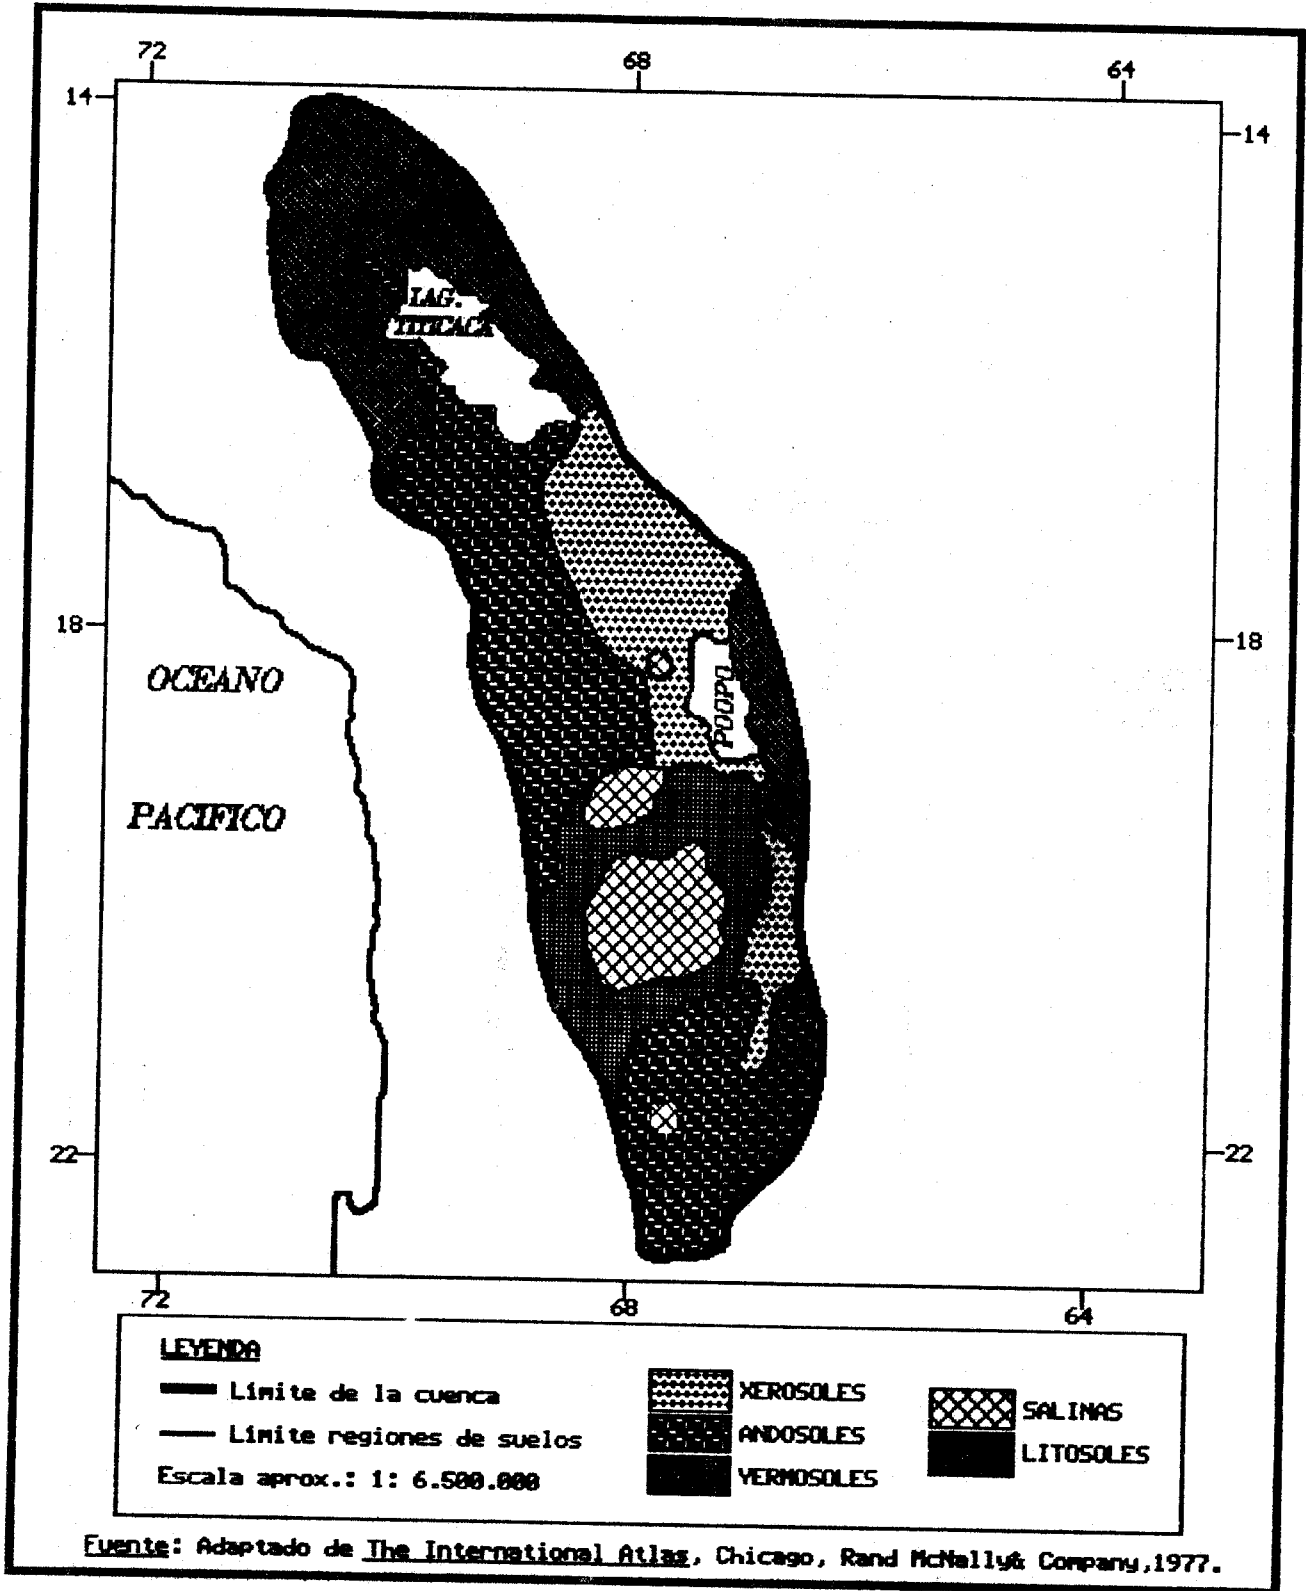 72
68
64
14
14
LAG.
TITICACA
18
18
OCEANO
POOPO
PACIFICO
22
22
72
68
64
LEYENDA
Límite de la cuenca
Límite regiones de suelos
Escala aprox.: 1: 6.500.000
XEROSOLES
ANDOSOLES
YERMOSOLES
SALINAS
LITOSOLES
Fuente: Adaptado de The International Atlas, Chicago, Rand McNally& Company,1977.